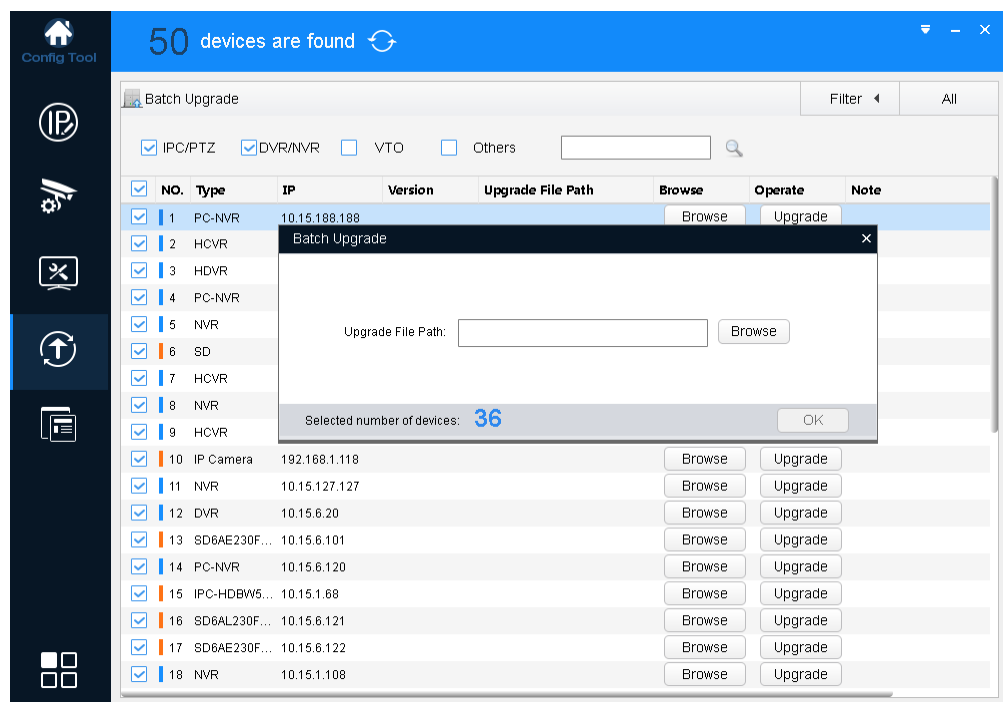 Config Tool
50 devices are found
Batch Upgrade Filter All
IPC/PTZ DVR/NVR VTO Others
NO. Type IP Version Upgrade File Path Browse Operate Note
1 PC-NVR 10.15.188.188 Browse Upgrade
2 HCVR
3 HDVR
4 PC-NVR
5 NVR
6 SD
7 HCVR
8 NVR
9 HCVR
Batch Upgrade
Upgrade File Path: Browse
Selected number of devices: 36 OK
10 IP Camera 192.168.1.118 Browse Upgrade
11 NVR 10.15.127.127 Browse Upgrade
12 DVR 10.15.6.20 Browse Upgrade
13 SD6AE230F... 10.15.6.101 Browse Upgrade
14 PC-NVR 10.15.6.120 Browse Upgrade
15 IPC-HDBW5... 10.15.1.68 Browse Upgrade
16 SD6AL230F... 10.15.6.121 Browse Upgrade
17 SD6AE230F... 10.15.6.122 Browse Upgrade
18 NVR 10.15.1.108 Browse Upgrade